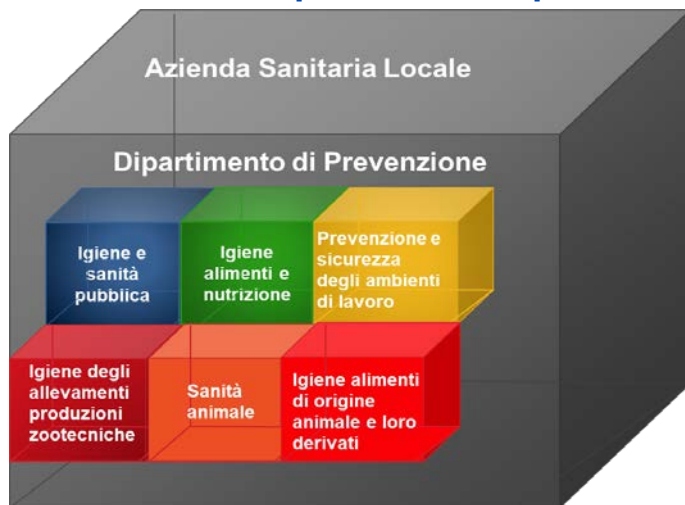 Azienda Sanitaria Locale
Dipartimento di Prevenzione
Igiene e
sanità
pubblica
Igiene
alimenti e
nutrizione
Prevenzione e
sicurezza
degli ambienti
di lavoro
Igiene degli
allevamenti
produzioni
zootecniche
Sanità
animale
Igiene alimenti
di origine
animale e loro
derivati